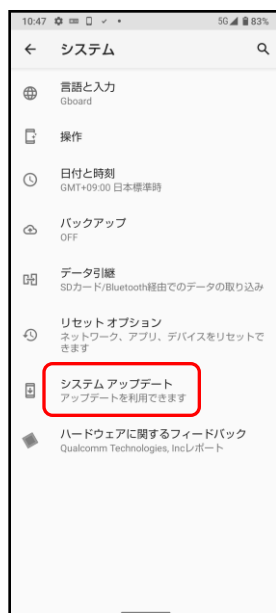 10:47 5G 83%
システム
言語と入力
Gboard
操作
日付と時刻
GMT+09:00 日本標準時
バックアップ
OFF
データ引継
SDカード/Bluetooth経由でのデータの取り込み
リセット オプション
ネットワーク、アプリ、デバイスをリセットで
きます
システム アップデート
アップデートを利用できます
ハードウェアに関するフィードバック
Qualcomm Technologies, Incレポート